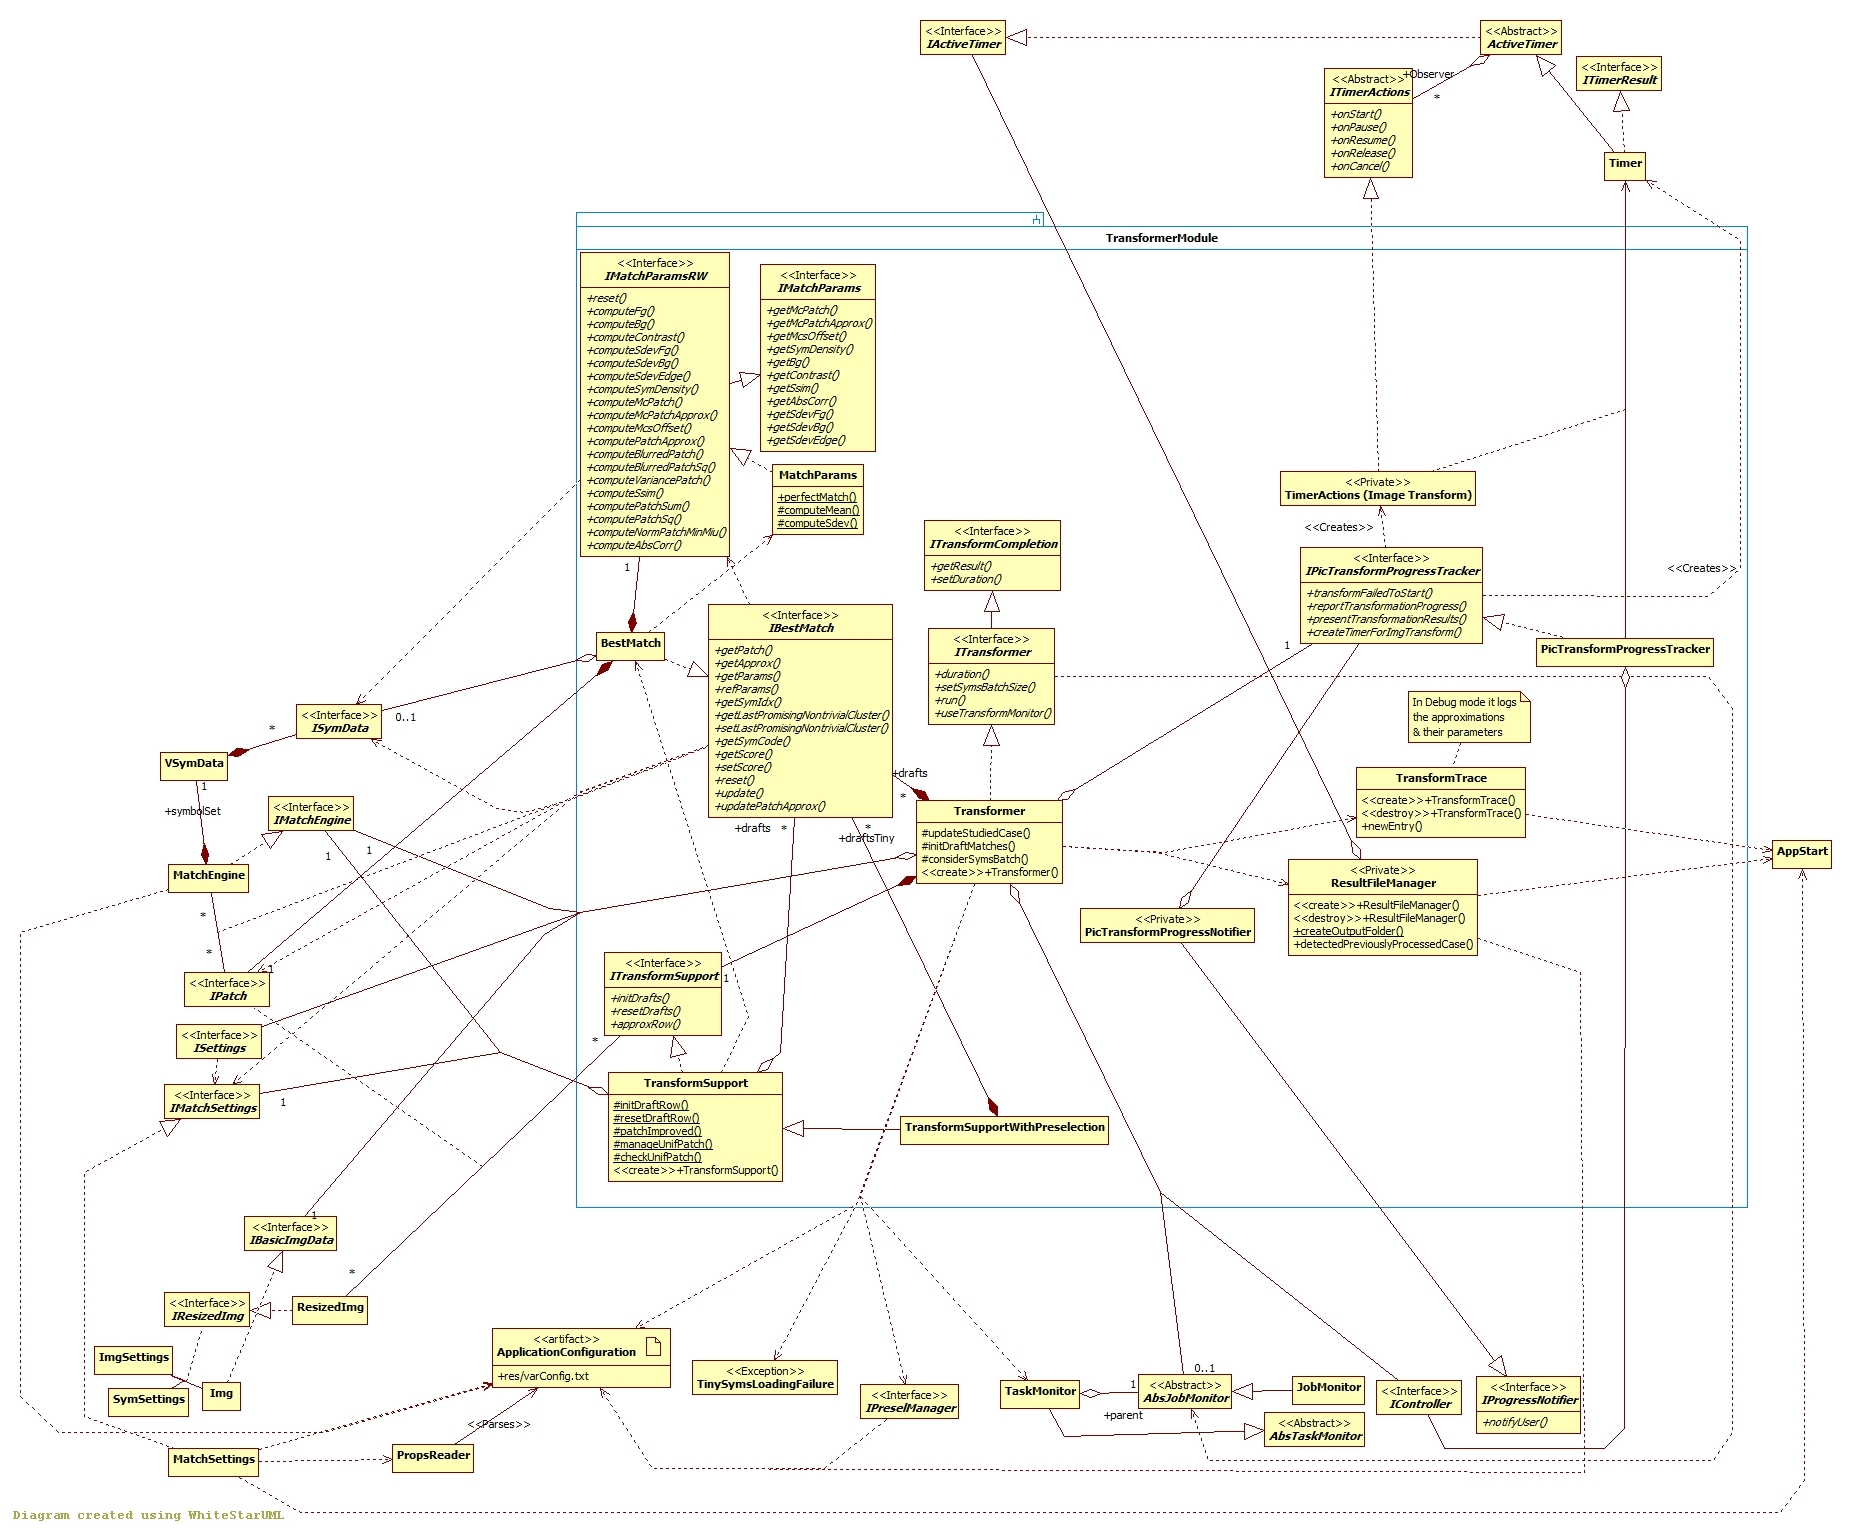 <<Interface>>
IActiveTimer
<<Abstract>>
ActiveTimer
<<Interface>>
ITimerResult
<<Abstract>>
ITimerActions
+onStart()
+onPause()
+onResume()
+onRelease()
+onCancel()
+Observer
*
Timer
TransformerModule
<<Interface>>
IMatchParamsRW
+reset()
+computeFg()
+computeBg()
+computeContrast()
+computeSdevFg()
+computeSdevBg()
+computeSdevEdge()
+computeSymDensity()
+computeMcPatch()
+computeMcPatchApprox()
+computeMcsOffset()
+computePatchApprox()
+computeBlurredPatch()
+computeBlurredPatchSq()
+computeVariancePatch()
+computeSsim()
+computePatchSum()
+computePatchSq()
+computeNormPatchMinMiu()
+computeAbsCorr()
<<Interface>>
IMatchParams
+getMcPatch()
+getMcPatchApprox()
+getMcsOffset()
+getSymDensity()
+getBg()
+getContrast()
+getSsim()
+getAbsCorr()
+getSdevFg()
+getSdevBg()
+getSdevEdge()
MatchParams
+perfectMatch()
#computeMean()
#computeSdev()
<<Private>>
TimerActions (Image Transform)
<<Creates>>
<<Interface>>
ITransformCompletion
+getResult()
+setDuration()
<<Interface>>
IPicTransformProgressTracker
+transformFailedToStart()
+reportTransformationProgress()
+presentTransformationResults()
+createTimerForImgTransform()
<<Creates>>
1
BestMatch
<<Interface>>
IBestMatch
+getPatch()
+getApprox()
+getParams()
+refParams()
+getSymIdx()
+getLastPromisingNontrivialCluster()
+setLastPromisingNontrivialCluster()
+getSymCode()
+getScore()
+setScore()
+reset()
+update()
+updatePatchApprox()
<<Interface>>
ITransformer
+duration()
+setSymsBatchSize()
+run()
+useTransformMonitor()
1
PicTransformProgressTracker
In Debug mode it logs
the approximations
& their parameters
<<Interface>>
ISymData
0..1
*
VSymData
1
+symbolSet
<<Interface>>
IMatchEngine
1
1
MatchEngine
*
*
+drafts
*
Transformer
#updateStudiedCase()
#initDraftMatches()
#considerSymsBatch()
<<create>>+Transformer()
TransformTrace
<<create>>+TransformTrace()
<<destroy>>+TransformTrace()
+newEntry()
AppStart
+drafts
*
*
+draftsTiny
<<Private>>
ResultFileManager
<<create>>+ResultFileManager()
<<destroy>>+ResultFileManager()
+createOutputFolder()
+detectedPreviouslyProcessedCase()
<<Private>>
PicTransformProgressNotifier
1
<<Interface>>
IPatch
<<Interface>>
ITransformSupport
+initDrafts()
+resetDrafts()
+approxRow()
1
*
<<Interface>>
ISettings
<<Interface>>
IMatchSettings
1
TransformSupport
#initDraftRow()
#resetDraftRow()
#patchImproved()
#manageUnifPatch()
#checkUnifPatch()
<<create>>+TransformSupport()
TransformSupportWithPreselection
1
<<Interface>>
IBasicImgData
*
<<Interface>>
IResizedImg
ResizedImg
ImgSettings
SymSettings
Img
<<artifact>>
ApplicationConfiguration
+res/varConfig.txt
<<Exception>>
TinySymsLoadingFailure
<<Interface>>
IPreselManager
TaskMonitor
1
+parent
0..1
<<Abstract>>
AbsJobMonitor
JobMonitor
<<Abstract>>
AbsTaskMonitor
<<Interface>>
IController
<<Interface>>
IProgressNotifier
+notifyUser()
<<Parses>>
MatchSettings
PropsReader
Diagram created using WhiteStarUML